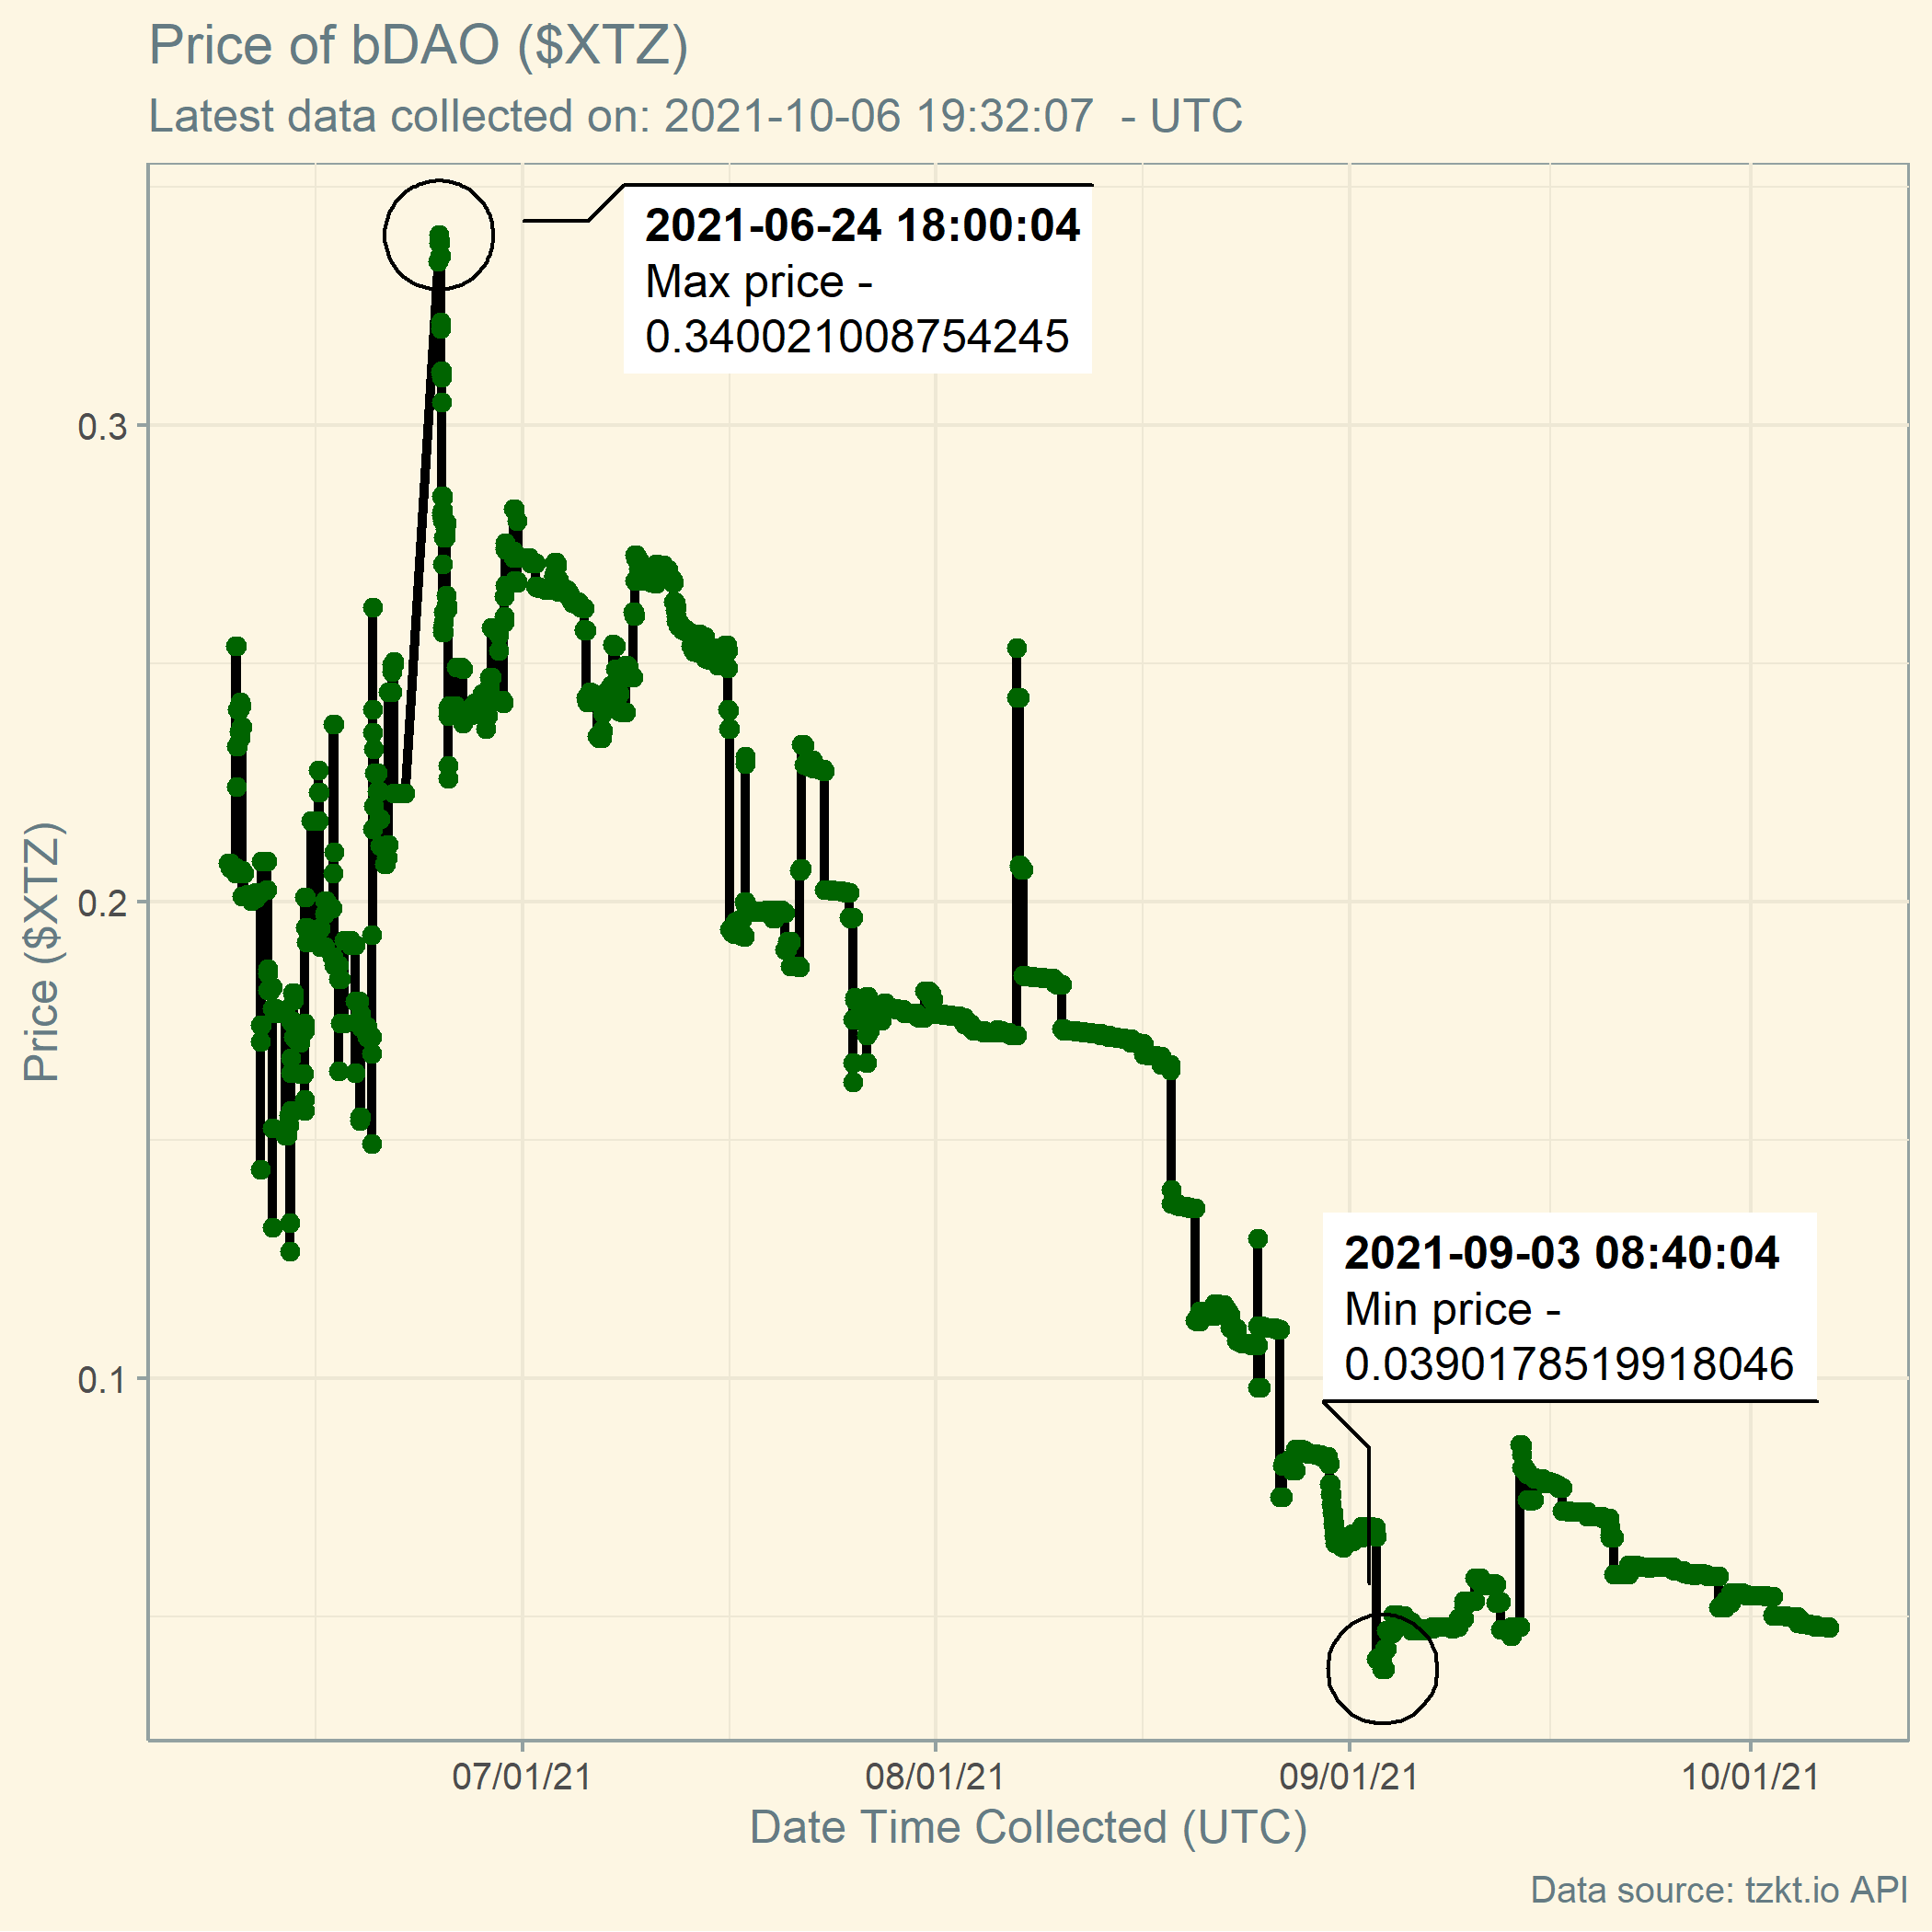 Price of bDAO ($XTZ)
Latest data collected on: 2021-10-06 19:32:07  - UTC
2021-06-24 18:00:04
Max price -
0.340021008754245
0.3
0.2
0.1
Price ($XTZ)
2021-09-03 08:40:04
Min price -
0.0390178519918046
07/01/21
08/01/21
09/01/21
10/01/21
Date Time Collected (UTC)
Data source: tzkt.io API